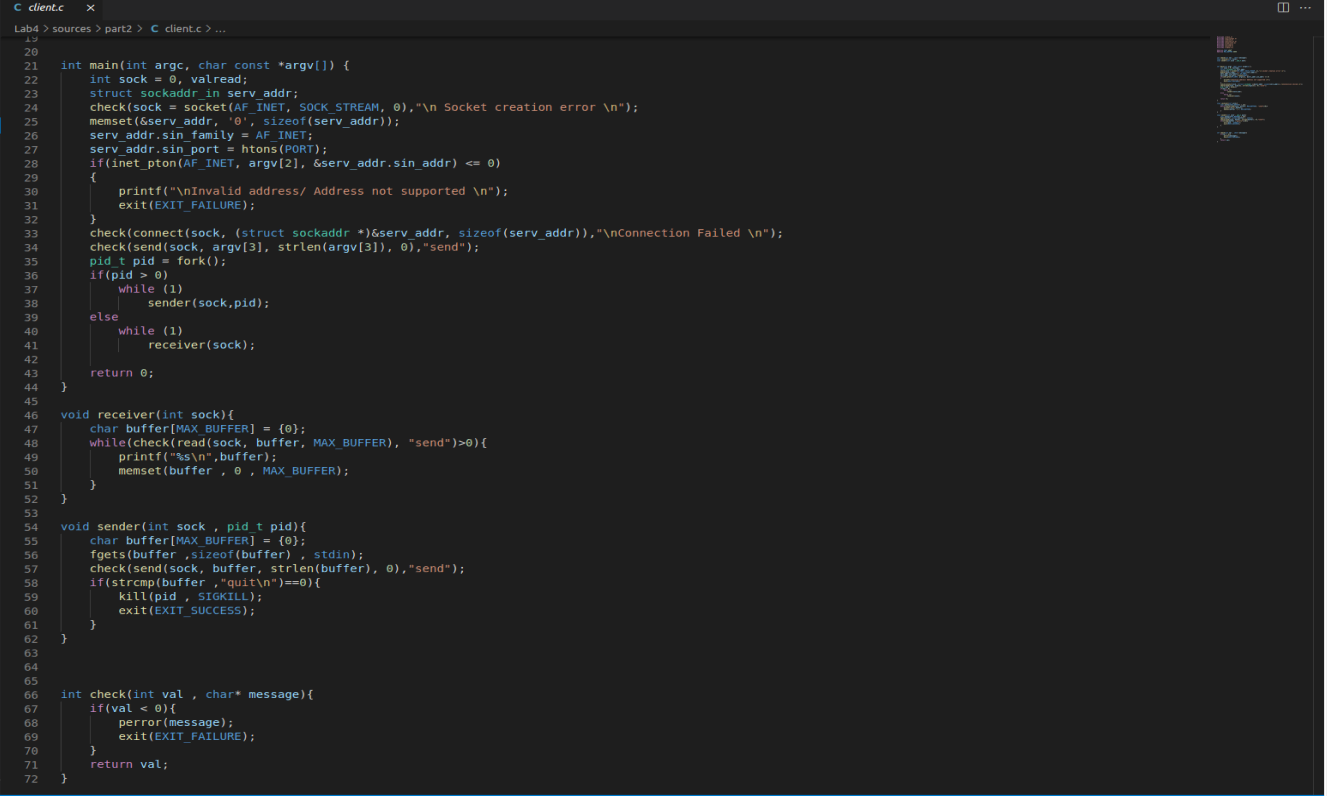 C client.c ×
Lab4 > sources > part2 > C client.c > ...
19
20
21 int main(int argc, char const *argv[]) {
22     int sock = 0, valread;
23     struct sockaddr_in serv_addr;
24     check(sock = socket(AF_INET, SOCK_STREAM, 0),"\n Socket creation error \n");
25     memset(&serv_addr, '0', sizeof(serv_addr));
26     serv_addr.sin_family = AF_INET;
27     serv_addr.sin_port = htons(PORT);
28     if(inet_pton(AF_INET, argv[2], &serv_addr.sin_addr) <= 0)
29     {
30         printf("\nInvalid address/ Address not supported \n");
31         exit(EXIT_FAILURE);
32     }
33     check(connect(sock, (struct sockaddr *)&serv_addr, sizeof(serv_addr)),"\nConnection Failed \n");
34     check(send(sock, argv[3], strlen(argv[3]), 0),"send");
35     pid_t pid = fork();
36     if(pid > 0)
37         while (1)
38             sender(sock,pid);
39     else
40         while (1)
41             receiver(sock);
42
43     return 0;
44 }
45
46 void receiver(int sock){
47     char buffer[MAX_BUFFER] = {0};
48     while(check(read(sock, buffer, MAX_BUFFER), "send")>0){
49         printf("%s\n",buffer);
50         memset(buffer , 0 , MAX_BUFFER);
51     }
52 }
53
54 void sender(int sock , pid_t pid){
55     char buffer[MAX_BUFFER] = {0};
56     fgets(buffer ,sizeof(buffer) , stdin);
57     check(send(sock, buffer, strlen(buffer), 0),"send");
58     if(strcmp(buffer ,"quit\n")==0){
59         kill(pid , SIGKILL);
60         exit(EXIT_SUCCESS);
61     }
62 }
63
64
65
66 int check(int val , char* message){
67     if(val < 0){
68         perror(message);
69         exit(EXIT_FAILURE);
70     }
71     return val;
72 }